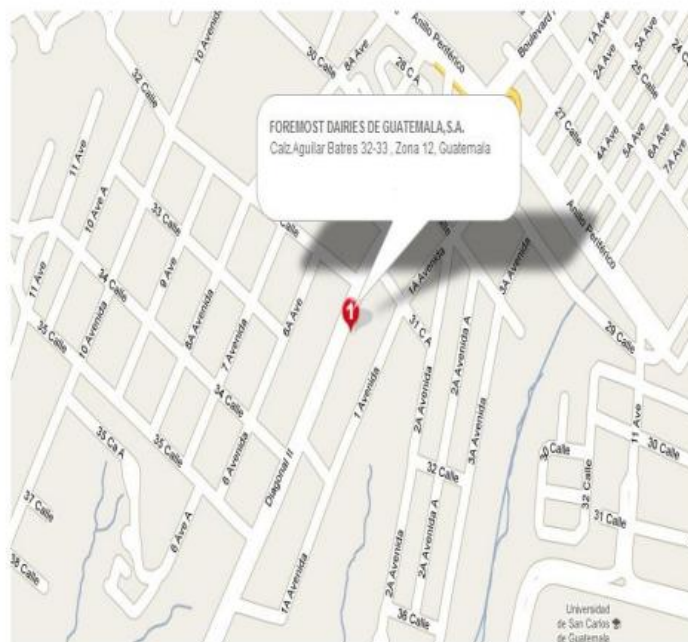 10 Avenida
30 Calle
8A Ave
Anillo Periférico
28 C A
32 Calle
27 Calle
1A Ave
2A Ave
3A Ave
25 Calle
4A Ave
5A Ave
6A Ave
7A Ave
FOREMOST DAIRIES DE GUATEMALA,S.A.
Calz.Aguilar Batres 32-33 , Zona 12, Guatemala
11 Ave
10 Ave A
33 Calle
9 Ave
Anillo Periférico
34 Calle
11 Ave
35 Calle
10 Avenida
8A Avenida
7 Avenida
6A Ave
1
1A Avenida
31 C A
3A Avenida
2A Avenida A
29 Calle
34 Calle
1 Avenida
2A Avenida
35 Calle
6 Avenida
35 Ca A
Diagonal II
3A Avenida
11 Ave
30 Calle
30 Calle
32 Calle
32 Calle
31 Calle
37 Calle
38 Calle
8 Ave A
1A Avenida
2A Avenida
2A Avenida A
36 Calle
Universidad
de San Carlos
de Guatemala